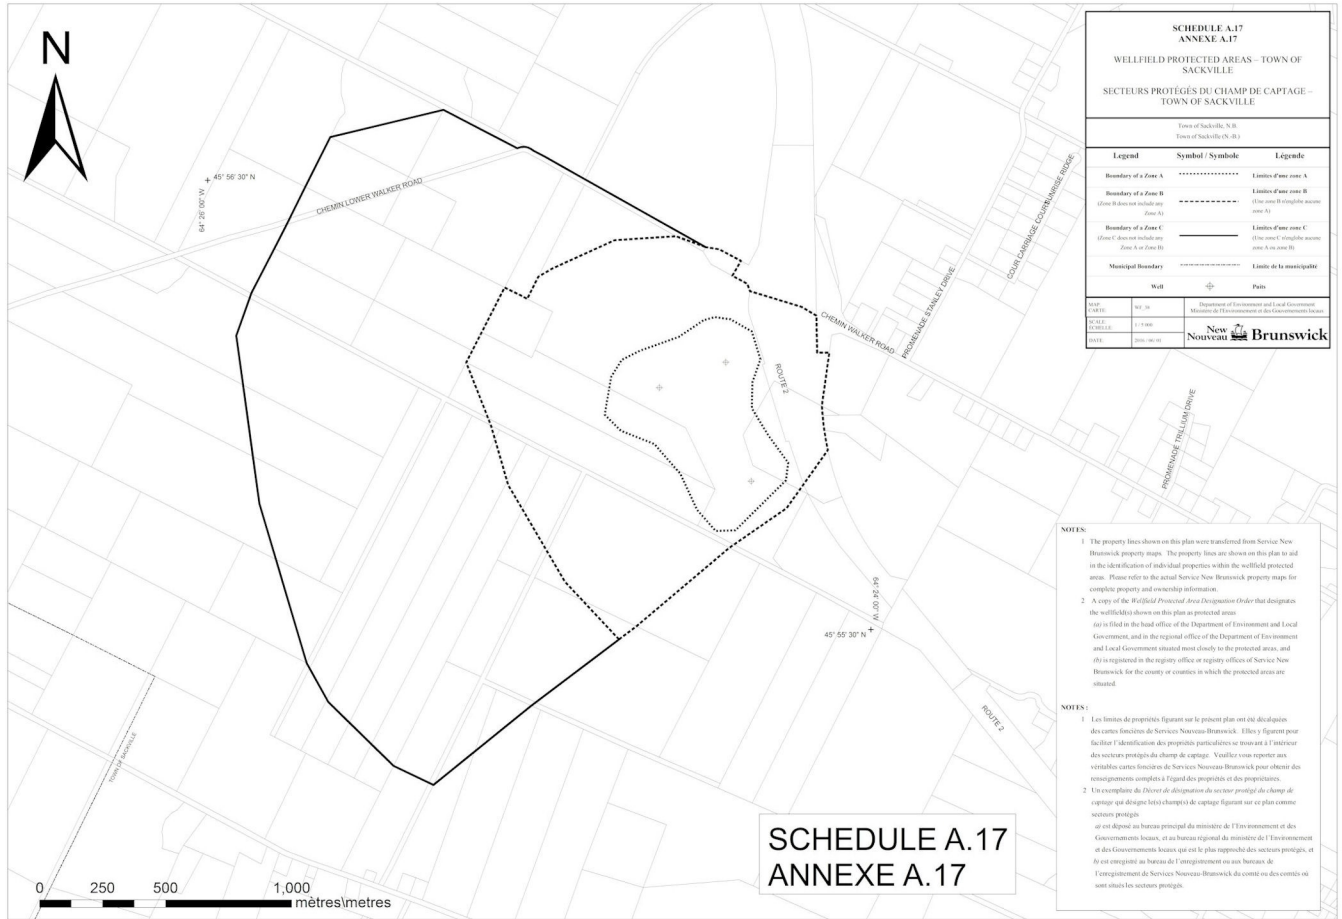 N
SCHEDULE A.17
ANNEXE A.17
WELLFIELD PROTECTED AREAS – TOWN OF
SACKVILLE
SECTEURS PROTÉGÉS DU CHAMP DE CAPTAGE –
TOWN OF SACKVILLE
Town of Sackville, N.B.
Town of Sackville (N.-B.)
Legend Symbol / Symbole Légende
Boundary of a Zone A Limites d'une zone A
Boundary of a Zone B Limites d'une zone B
(Zone B does not include any (Une zone B n'englobe aucune
Zone A) zone A)
Boundary of a Zone C Limites d'une zone C
(Zone C does not include any (Une zone C n'englobe aucune
Zone A or Zone B) zone A ou zone B)
Municipal Boundary Limite de la municipalité
Well Puits
MAP
CARTE
Department of Environment and Local Government
Ministère de l'Environnement et des Gouvernements locaux
SCALE
ÉCHELLE
DATE
New
Nouveau Brunswick
45° 56' 30" N
64° 26' 00" W
CHEMIN LOWER WALKER ROAD
COUR CARRIAGE COURT
SUNRISE RIDGE
PROMENADE STANLEY DRIVE
CHEMIN WALKER ROAD
ROUTE 2
PROMENADE TRILLIUM DRIVE
64° 24' 00" W
45° 55' 30" N
ROUTE 2
TOWN OF SACKVILLE
NOTES:
1 The property lines shown on this plan were transferred from Service New
Brunswick property maps. The property lines are shown on this plan to aid
in the identification of individual properties within the wellfield protected
areas. Please refer to the actual Service New Brunswick property maps for
complete property and ownership information.
2 A copy of the Wellfield Protected Area Designation Order that designates
the wellfield(s) shown on this plan as protected areas
(a) is filed in the head office of the Department of Environment and Local
Government, and in the regional office of the Department of Environment
and Local Government situated most closely to the protected areas, and
(b) is registered in the registry office or registry offices of Service New
Brunswick for the county or counties in which the protected areas are
situated.
NOTES :
1 Les limites de propriétés figurant sur le présent plan ont été décalquées
des cartes foncières de Services Nouveau-Brunswick. Elles y figurent pour
faciliter l'identification des propriétés particulières se trouvant à l'intérieur
des secteurs protégés du champ de captage. Veuillez vous reporter aux
véritables cartes foncières de Services Nouveau-Brunswick pour obtenir des
renseignements complets à l'égard des propriétés et des propriétaires.
2 Un exemplaire du Décret de désignation du secteur protégé du champ de
captage qui désigne le(s) champ(s) de captage figurant sur ce plan comme
secteurs protégés
a) est déposé au bureau principal du ministère de l'Environnement et des
Gouvernements locaux, et au bureau régional du ministère de l'Environnement
et des Gouvernements locaux qui est le plus rapproché des secteurs protégés, et
b) est enregistré au bureau de l'enregistrement ou aux bureaux de
l'enregistrement de Services Nouveau-Brunswick du comté ou des comtés où
sont situés les secteurs protégés.
SCHEDULE A.17
ANNEXE A.17
0 250 500 1,000
mètres\metres